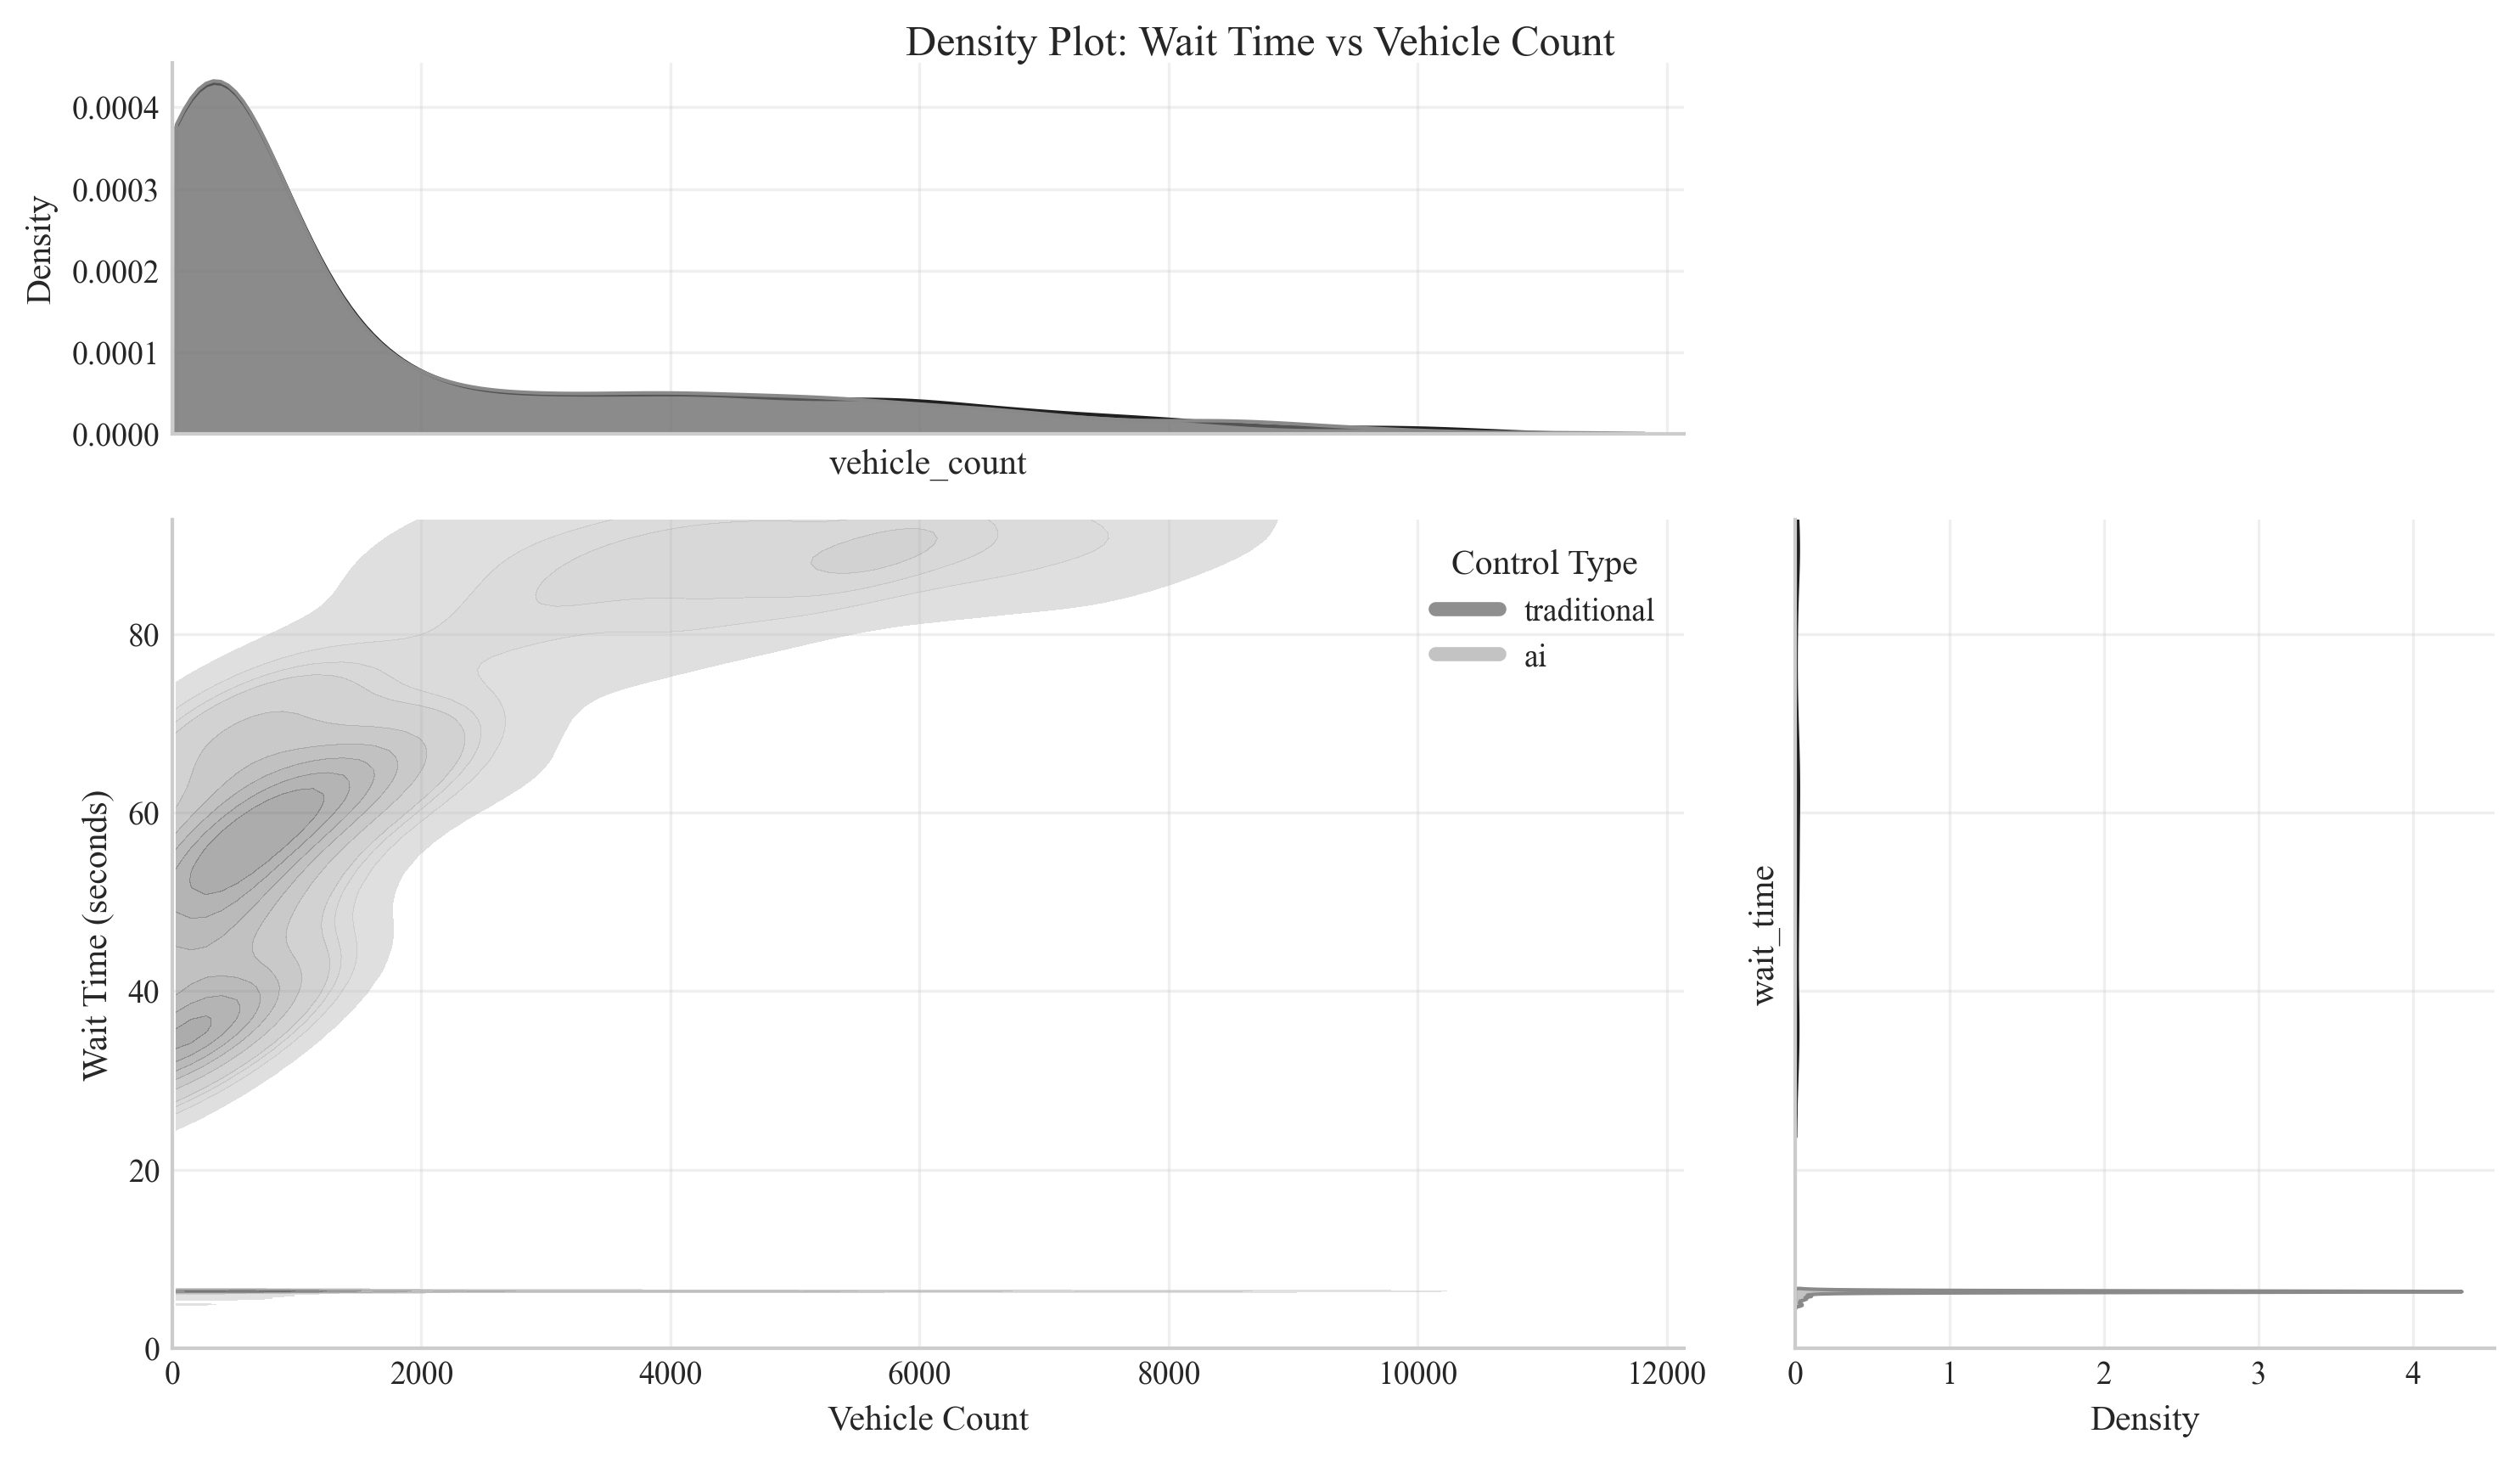 Density Plot: Wait Time vs Vehicle Count
Density
0.0004
0.0003
0.0002
0.0001
0.0000
vehicle_count
Wait Time (seconds)
80
60
40
20
0
Control Type
traditional
ai
0 2000 4000 6000 8000 10000 12000
Vehicle Count
wait_time
0 1 2 3 4
Density